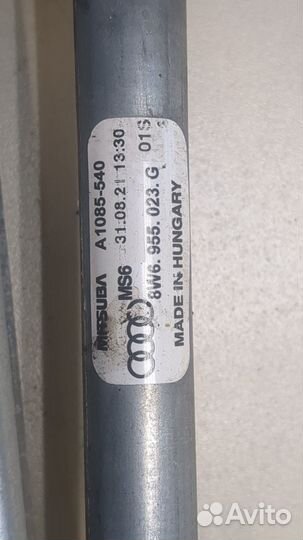 MITSUBA A1085-540
MS6 31.08.21 13:30 01S
8W6.955.023.G
MADE IN HUNGARY
Avito